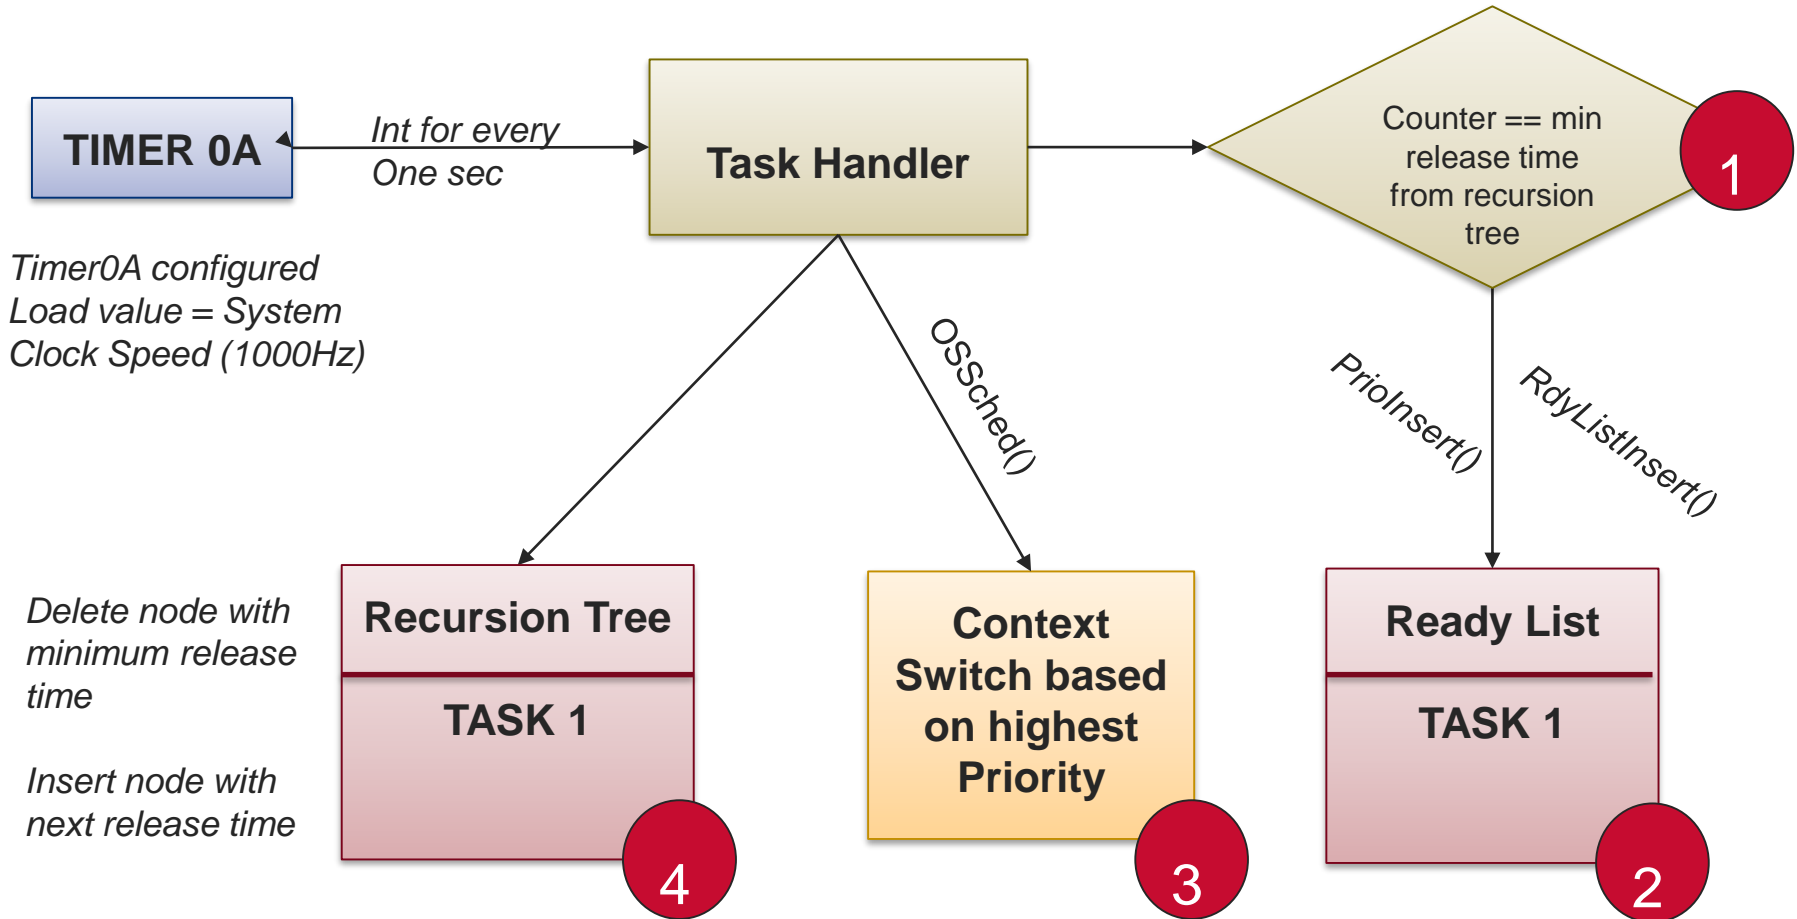 TIMER 0A
Int for every
One sec
Task Handler
Counter == min
release time
from recursion
tree
1
Timer0A configured
Load value = System
Clock Speed (1000Hz)
OSSched()
PrioInsert()
RdyListInsert()
Delete node with
minimum release
time
Insert node with
next release time
Recursion Tree
TASK 1
4
Context
Switch based
on highest
Priority
3
Ready List
TASK 1
2